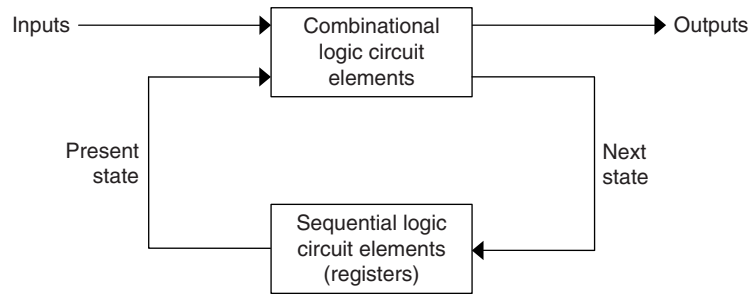 Inputs
Combinational
logic circuit
elements
Outputs
Present
state
Next
state
Sequential logic
circuit elements
(registers)